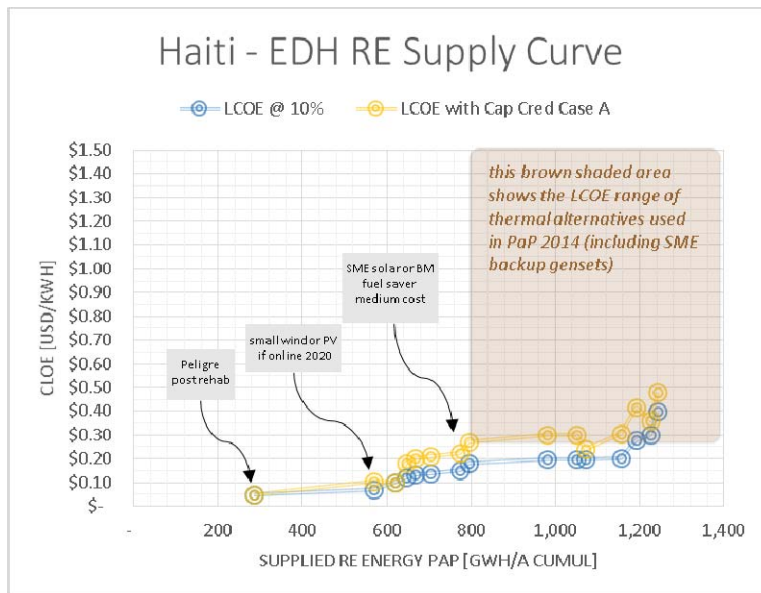 Haiti - EDH RE Supply Curve
LCOE @ 10%
LCOE with Cap Cred Case A
$1.50
$1.40
$1.30
$1.20
$1.10
$1.00
$0.90
$0.80
$0.70
$0.60
$0.50
$0.40
$0.30
$0.20
$0.10
$-
CLOE [USD/KWH]
this brown shaded area
shows the LCOE range of
thermal alternatives used
in PaP 2014 (including SME
backup gensets)
SME solar or BM
fuel saver
medium cost
small wind or PV
if online 2020
Peligre
post rehab
-
200
400
600
800
1,000
1,200
1,400
SUPPLIED RE ENERGY PAP [GWH/A CUMUL]